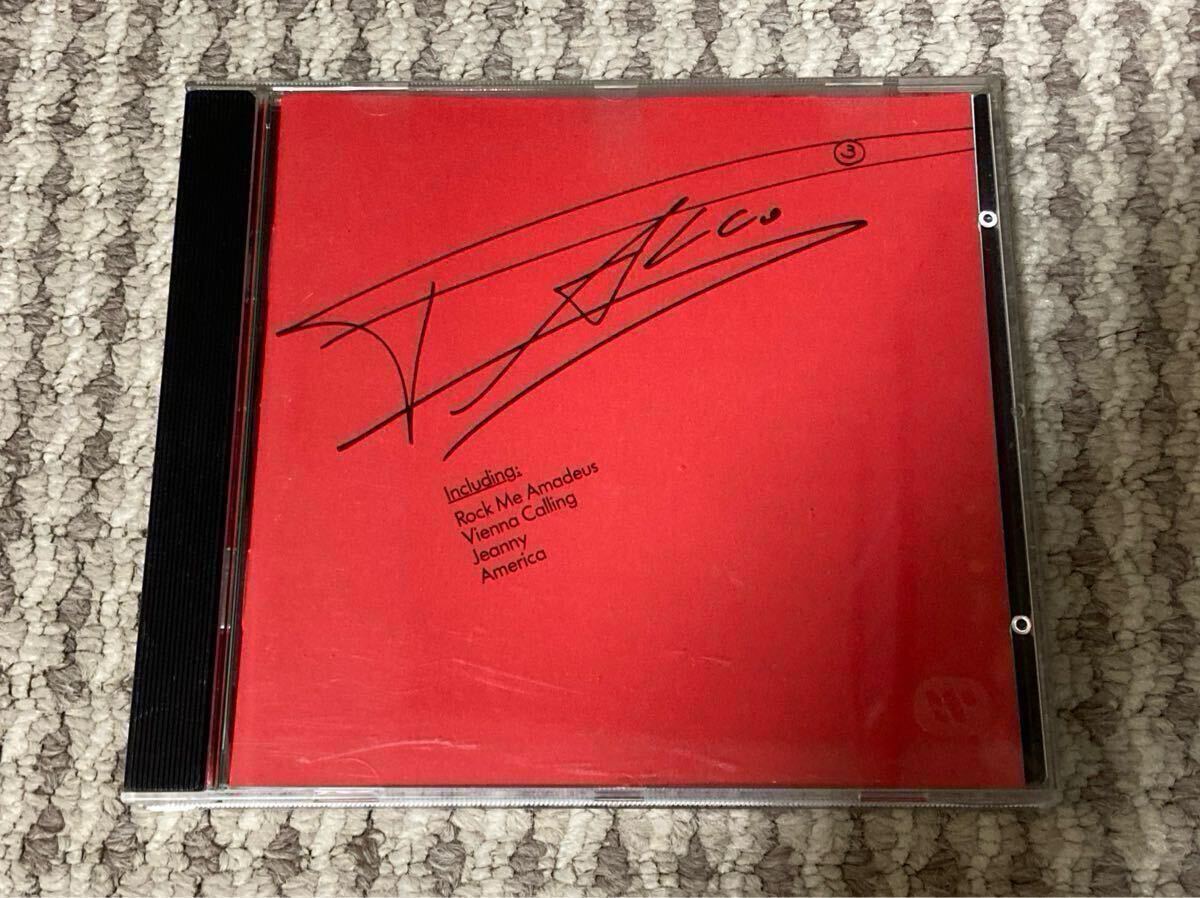 3
FALCO
Including:
Rock Me Amadeus
Vienna Calling
Jeanny
America